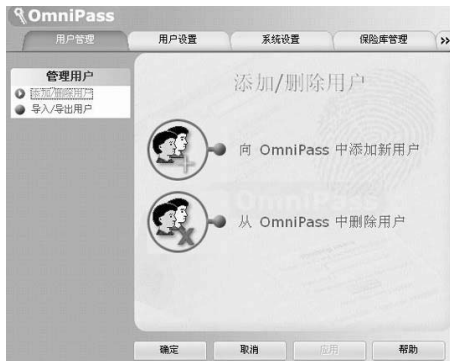 OmniPass
用户管理
用户设置
系统设置
保险库管理
管理用户
添加/删除用户
导入/导出用户
添加/删除用户
向 OmniPass 中添加新用户
OmniPass
从 OmniPass 中删除用户
确定
取消
应用
帮助